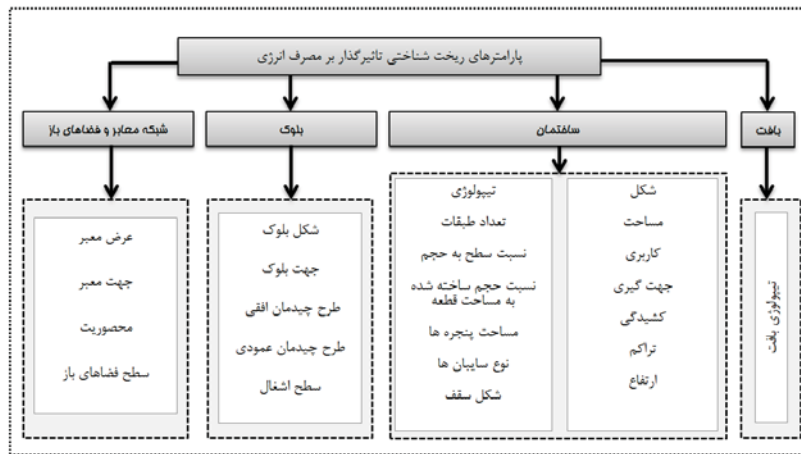 پارامترهای ریخت شناختی تاثیرگذار بر مصرف انرژی
بافت
ساختمان
بلوک
شبکه معابر و فضاهای باز
تیپولوژی بافت
شکل
مساحت
کاربری
جهت گیری
کشیدگی
تراکم
ارتفاع
تیپولوژی
تعداد طبقات
نسبت سطح به حجم
نسبت حجم ساخته شده
به مساحت قطعه
مساحت پنجره ها
نوع سایبان ها
شکل سقف
شکل بلوک
جهت بلوک
طرح چیدمان افقی
طرح چیدمان عمودی
سطح اشغال
عرض معبر
جهت معبر
محصوریت
سطح فضاهای باز